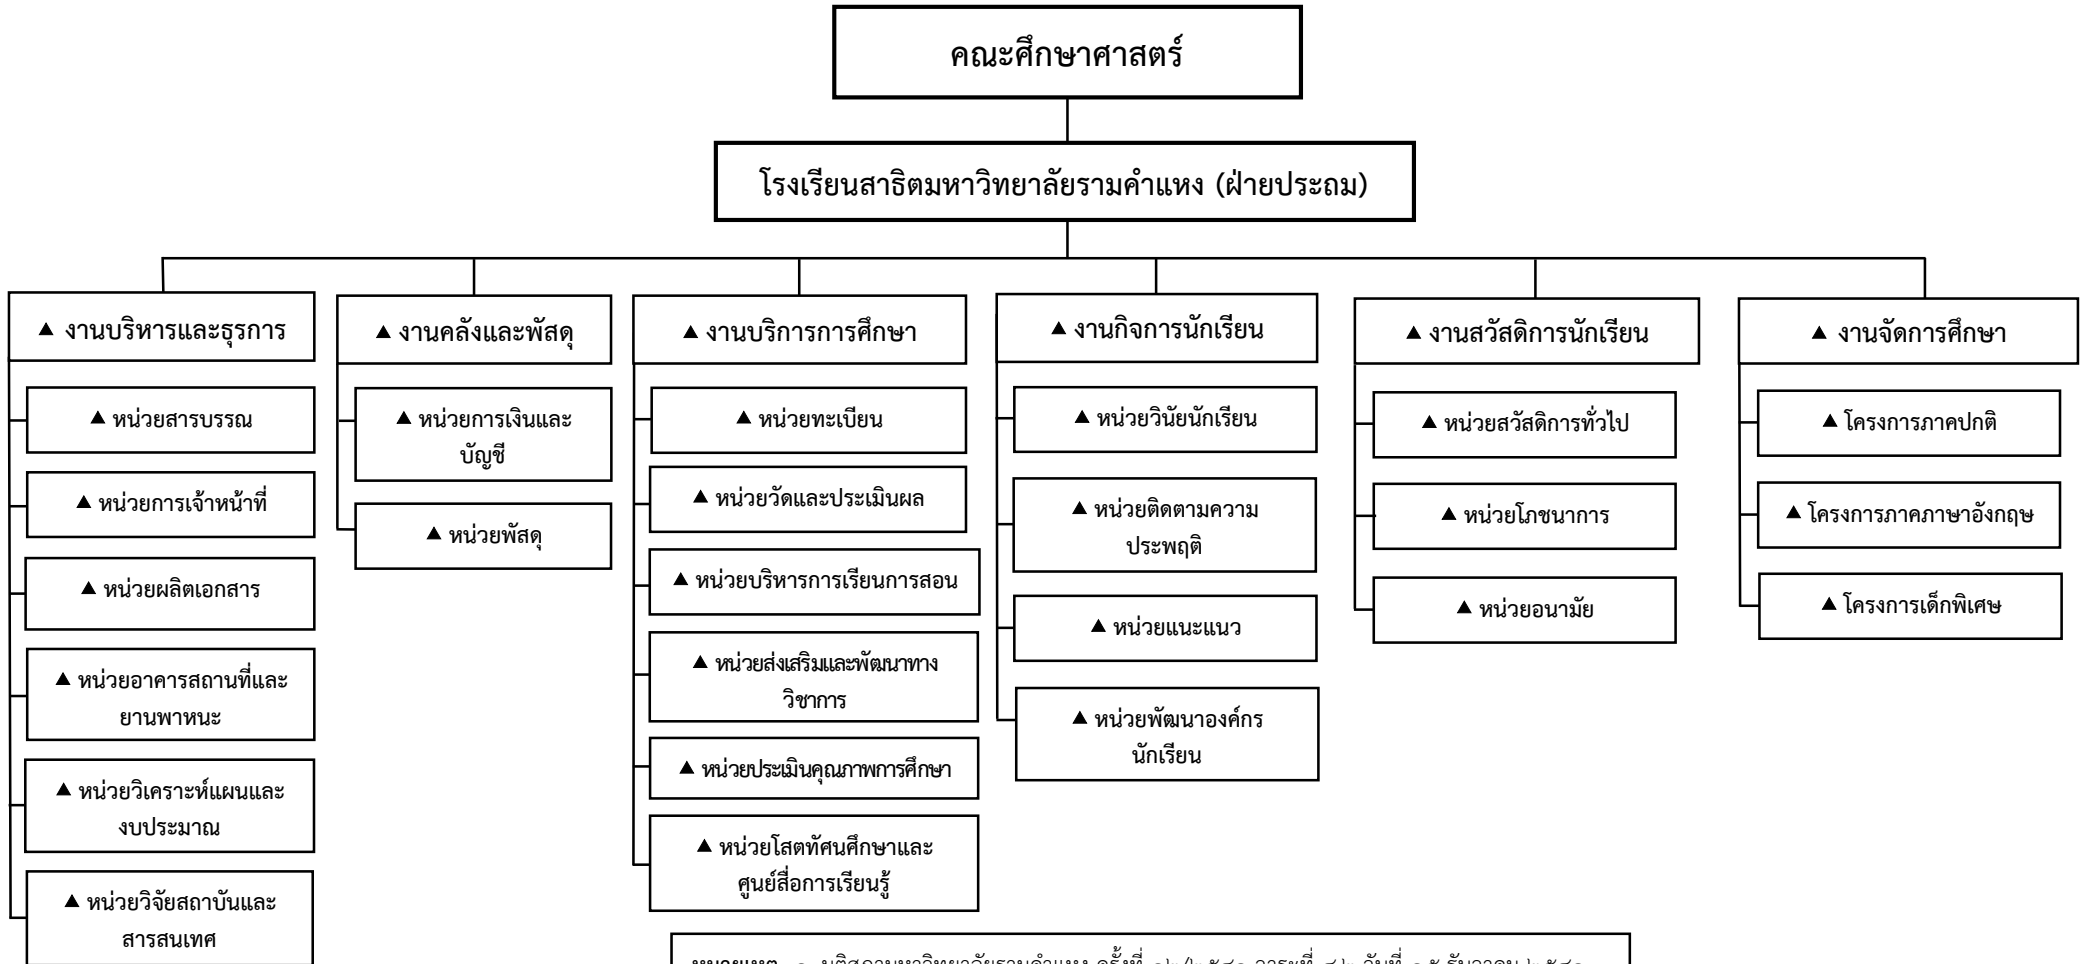 คณะศึกษาศาสตร์
โรงเรียนสาธิตมหาวิทยาลัยรามคำแหง (ฝ่ายประถม)
▲ งานบริหารและธุรการ
▲ หน่วยสารบรรณ
▲ หน่วยการเจ้าหน้าที่
▲ หน่วยผลิตเอกสาร
▲ หน่วยอาคารสถานที่และ
ยานพาหนะ
▲ หน่วยวิเคราะห์แผนและ
งบประมาณ
▲ หน่วยวิจัยสถาบันและ
สารสนเทศ
▲ งานคลังและพัสดุ
▲ หน่วยการเงินและ
บัญชี
▲ หน่วยพัสดุ
▲ งานบริการการศึกษา
▲ หน่วยทะเบียน
▲ หน่วยวัดและประเมินผล
▲ หน่วยบริหารการเรียนการสอน
▲ หน่วยส่งเสริมและพัฒนาทาง
วิชาการ
▲ หน่วยประเมินคุณภาพการศึกษา
▲ หน่วยโสตทัศนศึกษาและ
ศูนย์สื่อการเรียนรู้
▲ งานกิจการนักเรียน
▲ หน่วยวินัยนักเรียน
▲ หน่วยติดตามความ
ประพฤติ
▲ หน่วยแนะแนว
▲ หน่วยพัฒนาองค์กร
นักเรียน
▲ งานสวัสดิการนักเรียน
▲ หน่วยสวัสดิการทั่วไป
▲ หน่วยโภชนาการ
▲ หน่วยอนามัย
▲ งานจัดการศึกษา
▲ โครงการภาคปกติ
▲ โครงการภาคภาษาอังกฤษ
▲ โครงการเด็กพิเศษ
มติสภามหาวิทยาลัยรามคำแหง ครั้งที่